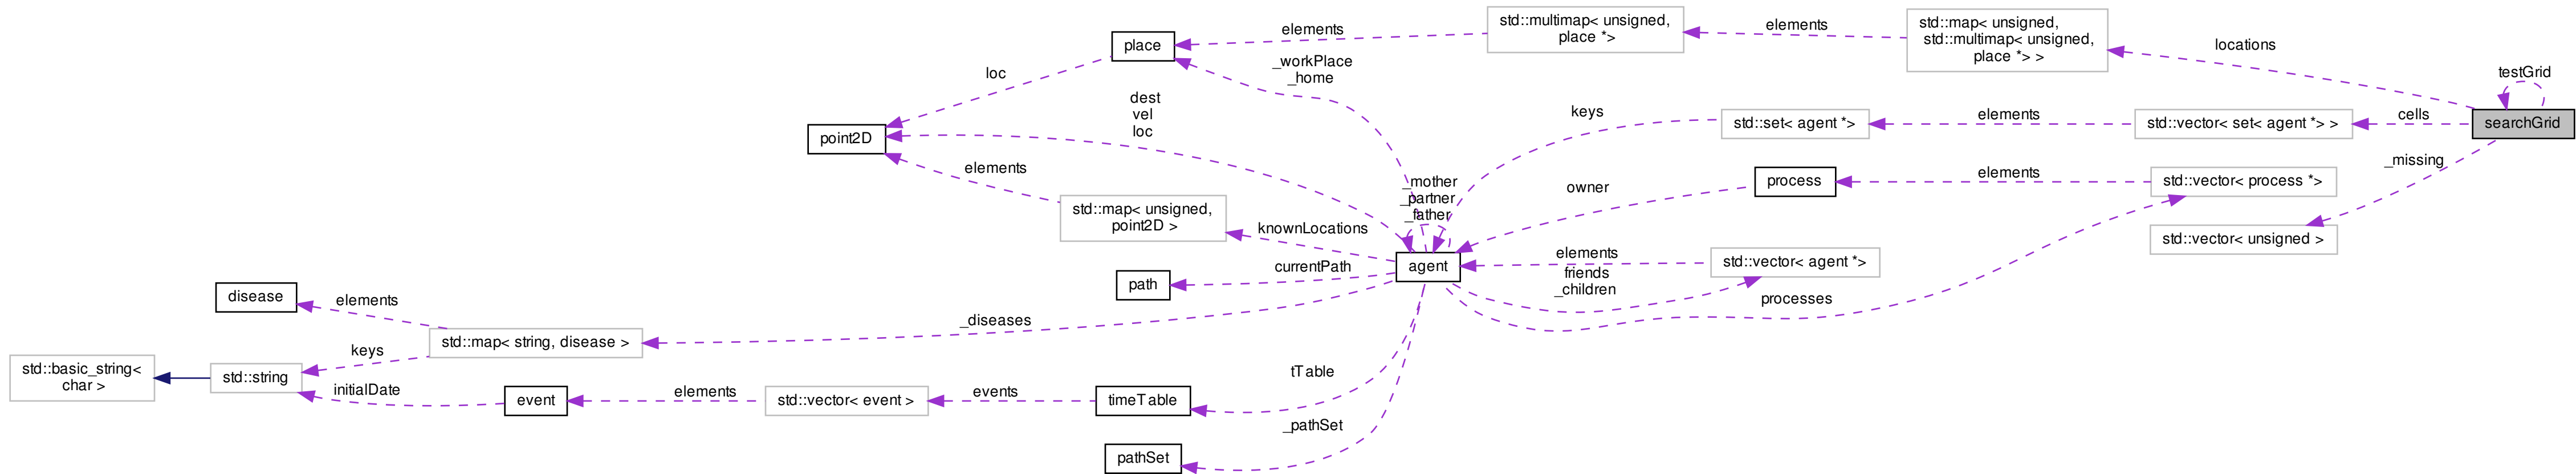 std::multimap< unsigned,
place *>
elements
std::map< unsigned,
std::multimap< unsigned,
place *> >
elements
place
locations
_workPlace
_home
loc
testGrid
dest
vel
loc
keys
std::set< agent *>
elements
std::vector< set< agent *> >
cells
searchGrid
point2D
_missing
elements
_mother
_partner
_father
owner
process
elements
std::vector< process *>
std::map< unsigned,
point2D >
knownLocations
std::vector< unsigned >
agent
elements
friends
_children
std::vector< agent *>
currentPath
path
processes
disease
elements
_diseases
std::map< string, disease >
keys
std::basic_string<
char >
std::string
initialDate
event
elements
std::vector< event >
events
timeTable
tTable
_pathSet
pathSet